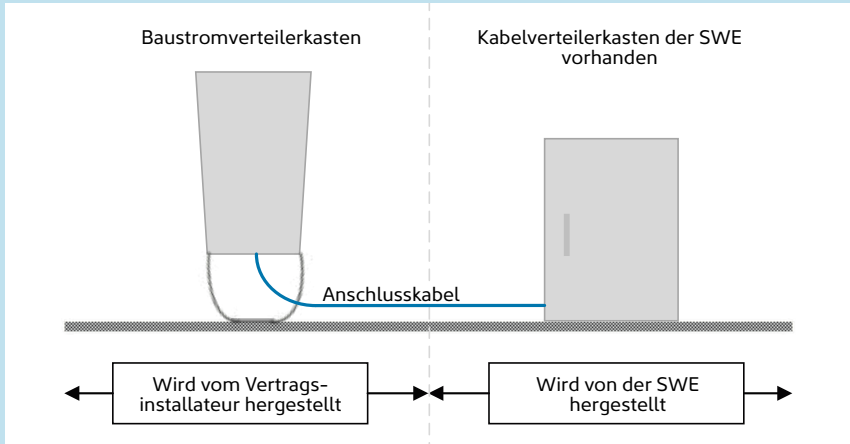 Baustromverteilerkasten
Kabelverteilerkasten der SWE
vorhanden
Anschlusskabel
Wird vom Vertrags-
installateur hergestellt
Wird von der SWE
hergestellt